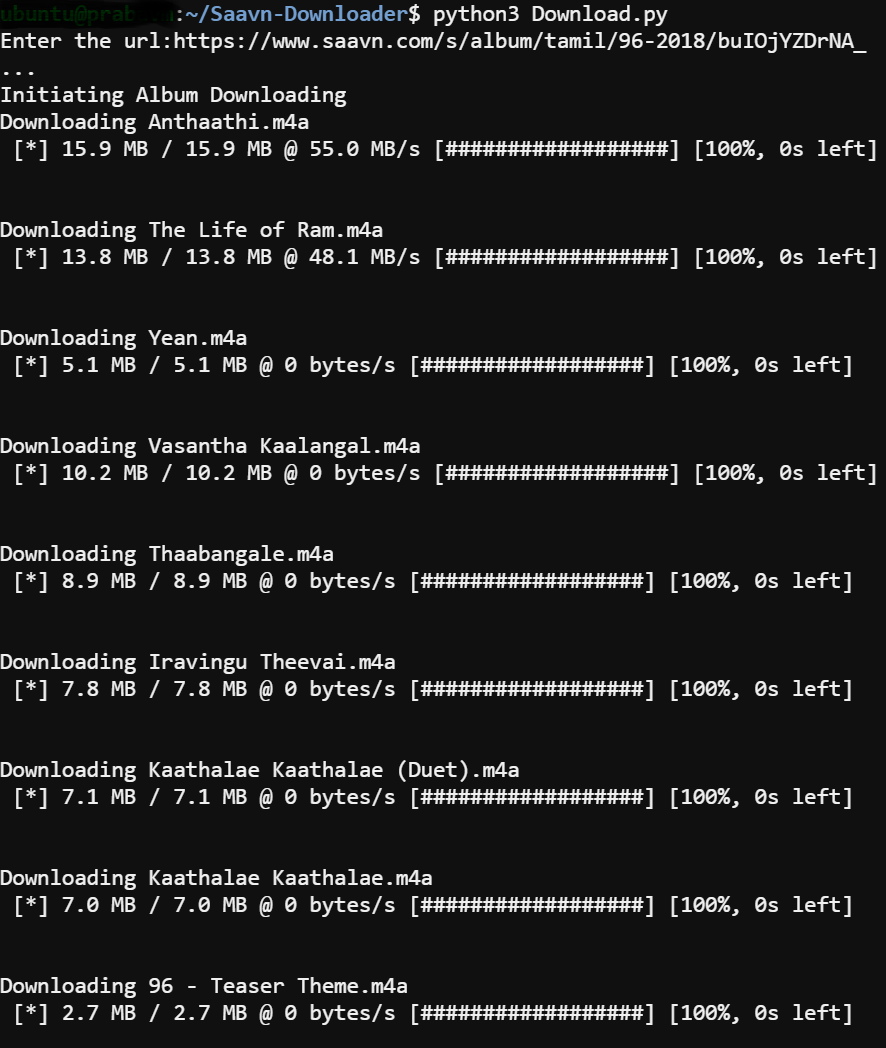 ubuntu@prab :~/Saavn-Downloader$ python3 Download.py
Enter the url:https://www.saavn.com/s/album/tamil/96-2018/buIOjYZDrNA_
...
Initiating Album Downloading
Downloading Anthaathi.m4a
[*] 15.9 MB / 15.9 MB @ 55.0 MB/s [##################] [100%, 0s left]
Downloading The Life of Ram.m4a
[*] 13.8 MB / 13.8 MB @ 48.1 MB/s [##################] [100%, 0s left]
Downloading Yean.m4a
[*] 5.1 MB / 5.1 MB @ 0 bytes/s [##################] [100%, 0s left]
Downloading Vasantha Kaalangal.m4a
[*] 10.2 MB / 10.2 MB @ 0 bytes/s [##################] [100%, 0s left]
Downloading Thaabangale.m4a
[*] 8.9 MB / 8.9 MB @ 0 bytes/s [##################] [100%, 0s left]
Downloading Iravingu Theevai.m4a
[*] 7.8 MB / 7.8 MB @ 0 bytes/s [##################] [100%, 0s left]
Downloading Kaathalae Kaathalae (Duet).m4a
[*] 7.1 MB / 7.1 MB @ 0 bytes/s [##################] [100%, 0s left]
Downloading Kaathalae Kaathalae.m4a
[*] 7.0 MB / 7.0 MB @ 0 bytes/s [##################] [100%, 0s left]
Downloading 96 - Teaser Theme.m4a
[*] 2.7 MB / 2.7 MB @ 0 bytes/s [##################] [100%, 0s left]